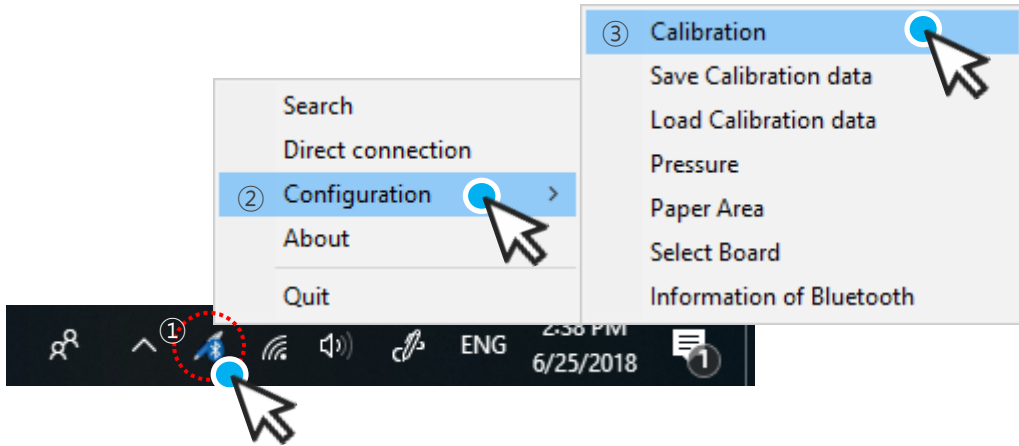 ③ Calibration
Save Calibration data
Load Calibration data
Pressure
Paper Area
Select Board
Information of Bluetooth
Search
Direct connection
② Configuration >
About
Quit
①
ENG
2:38 PM
6/25/2018
1